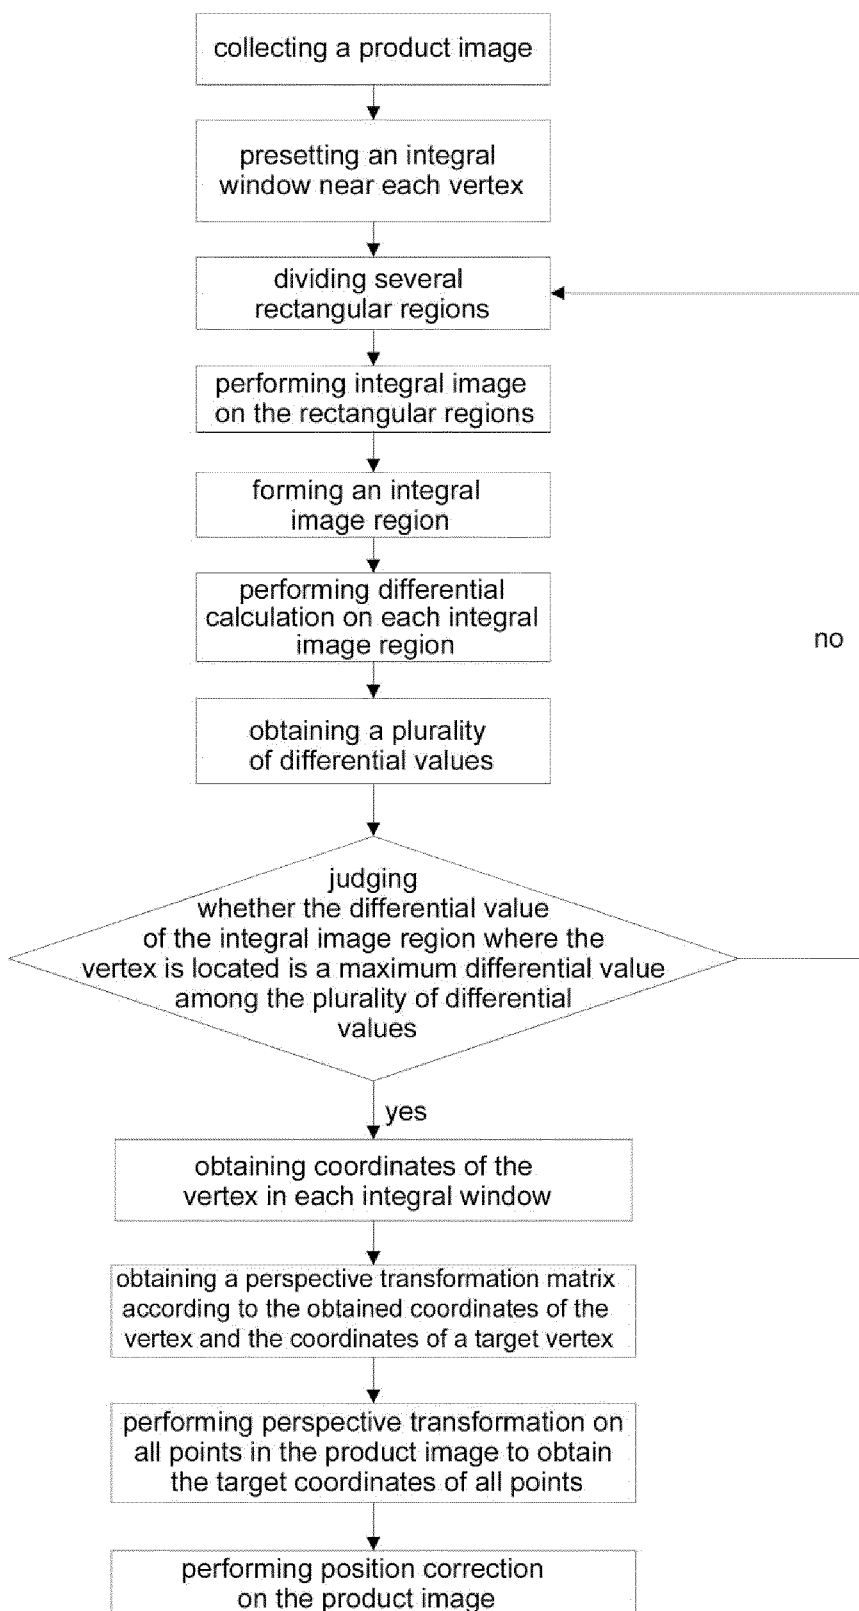 collecting a product image
presetting an integral
window near each vertex
dividing several
rectangular regions
performing integral image
on the rectangular regions
forming an integral
image region
performing differential
calculation on each integral
image region
no
obtaining a plurality
of differential values
judging
whether the differential value
of the integral image region where the
vertex is located is a maximum differential value
among the plurality of differential
values
yes
obtaining coordinates of the
vertex in each integral window
obtaining a perspective transformation matrix
according to the obtained coordinates of the
vertex and the coordinates of a target vertex
performing perspective transformation on
all points in the product image to obtain
the target coordinates of all points
performing position correction
on the product image